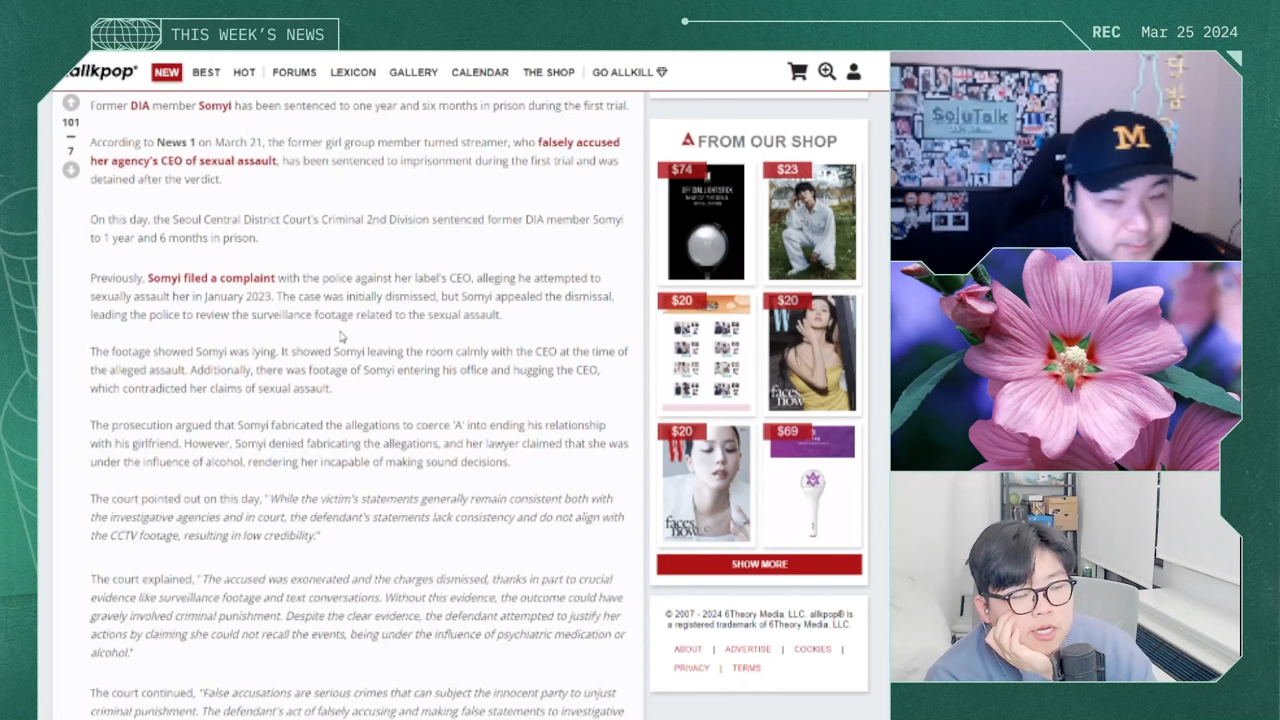 THIS WEEK'S NEWS
REC Mar 25 2024
allkpop®
NEW BEST HOT FORUMS LEXICON GALLERY CALENDAR THE SHOP GO ALLKILL
101
7
Former DIA member Somyi has been sentenced to one year and six months in prison during the first trial.
According to News 1 on March 21, the former girl group member turned streamer, who falsely accused
her agency's CEO of sexual assault, has been sentenced to imprisonment during the first trial and was
detained after the verdict.
On this day, the Seoul Central District Court's Criminal 2nd Division sentenced former DIA member Somyi
to 1 year and 6 months in prison.
Previously, Somyi filed a complaint with the police against her label's CEO, alleging he attempted to
sexually assault her in January 2023. The case was initially dismissed, but Somyi appealed the dismissal,
leading the police to review the surveillance footage related to the sexual assault.
The footage showed Somyi was lying. It showed Somyi leaving the room calmly with the CEO at the time of
the alleged assault. Additionally, there was footage of Somyi entering his office and hugging the CEO,
which contradicted her claims of sexual assault.
The prosecution argued that Somyi fabricated the allegations to coerce 'A' into ending his relationship
with his girlfriend. However, Somyi denied fabricating the allegations, and her lawyer claimed that she was
under the influence of alcohol, rendering her incapable of making sound decisions.
The court pointed out on this day, "While the victim's statements generally remain consistent both with
the investigative agencies and in court, the defendant's statements lack consistency and do not align with
the CCTV footage, resulting in low credibility."
The court explained, "The accused was exonerated and the charges dismissed, thanks in part to crucial
evidence like surveillance footage and text conversations. Without this evidence, the outcome could have
gravely involved criminal punishment. Despite the clear evidence, the defendant attempted to justify her
actions by claiming she could not recall the events, being under the influence of psychiatric medication or
alcohol."
The court continued, "False accusations are serious crimes that can subject the innocent party to unjust
criminal punishment. The defendant's act of falsely accusing and making false statements to investigative
FROM OUR SHOP
$74
$23
$20
$20
faces
now
$20
W
faces
now
$69
SHOW MORE
© 2007 - 2024 6Theory Media, LLC. allkpop® is
a registered trademark of 6Theory Media, LLC.
ABOUT | ADVERTISE | COOKIES |
PRIVACY | TERMS
SojuTalk
M